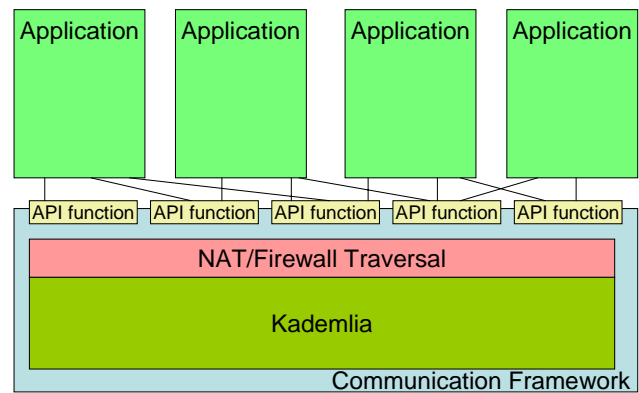 Application
Application
Application
Application
API function
API function
API function
API function
API function
NAT/Firewall Traversal
Kademlia
Communication Framework